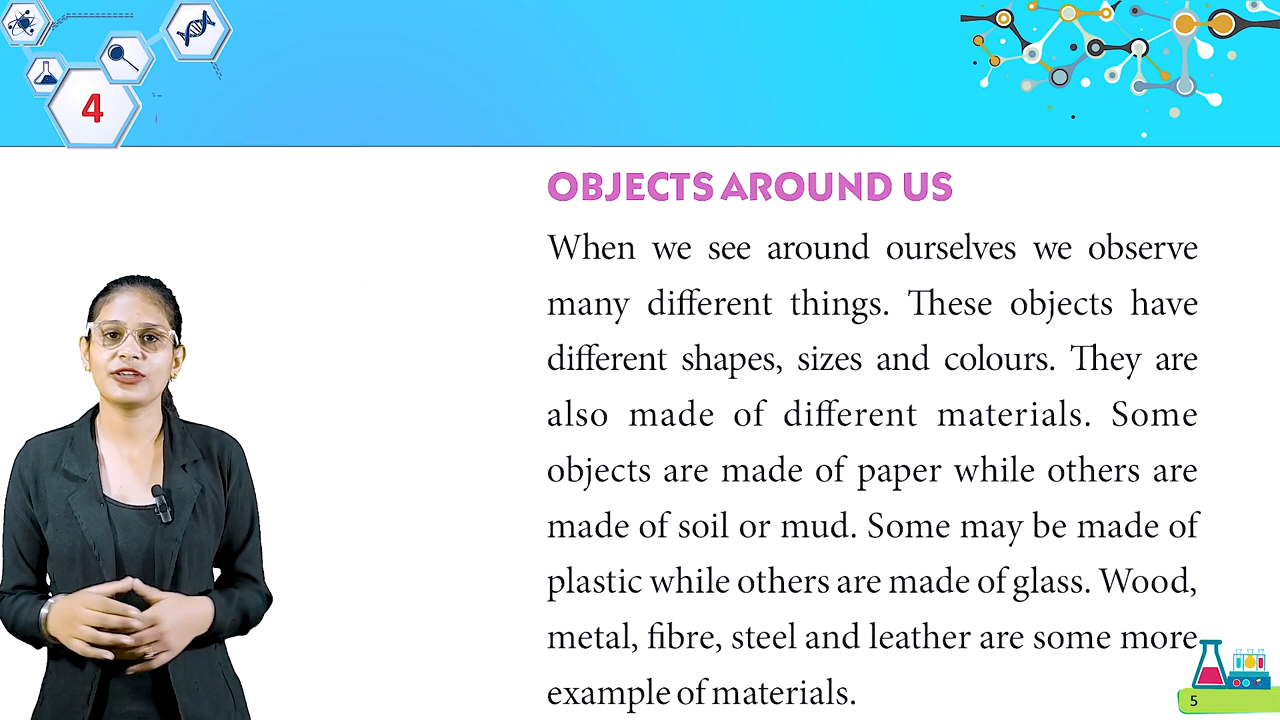 4
OBJECTS AROUND US
When we see around ourselves we observe
many different things. These objects have
different shapes, sizes and colours. They are
also made of different materials. Some
objects are made of paper while others are
made of soil or mud. Some may be made of
plastic while others are made of glass. Wood,
metal, fibre, steel and leather are some more
example of materials.
5